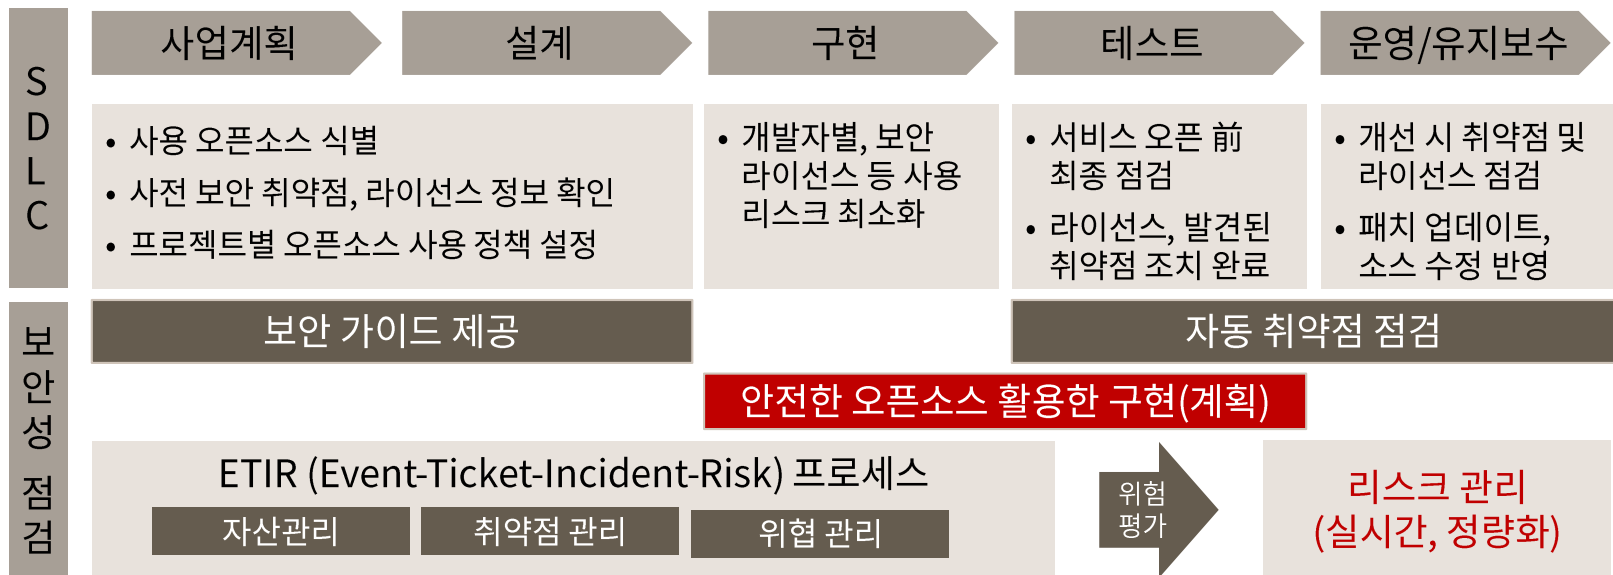 SDLC
사업계획
설계
구현
테스트
운영/유지보수
• 사용 오픈소스 식별
• 사전 보안 취약점, 라이선스 정보 확인
• 프로젝트별 오픈소스 사용 정책 설정
• 개발자별, 보안
라이선스 등 사용
리스크 최소화
• 서비스 오픈 前
최종 점검
• 라이선스, 발견된
취약점 조치 완료
• 개선 시 취약점 및
라이선스 점검
• 패치 업데이트,
소스 수정 반영
보안성 점검
보안 가이드 제공
자동 취약점 점검
안전한 오픈소스 활용한 구현(계획)
ETIR (Event-Ticket-Incident-Risk) 프로세스
자산관리
취약점 관리
위협 관리
위험
평가
리스크 관리
(실시간, 정량화)